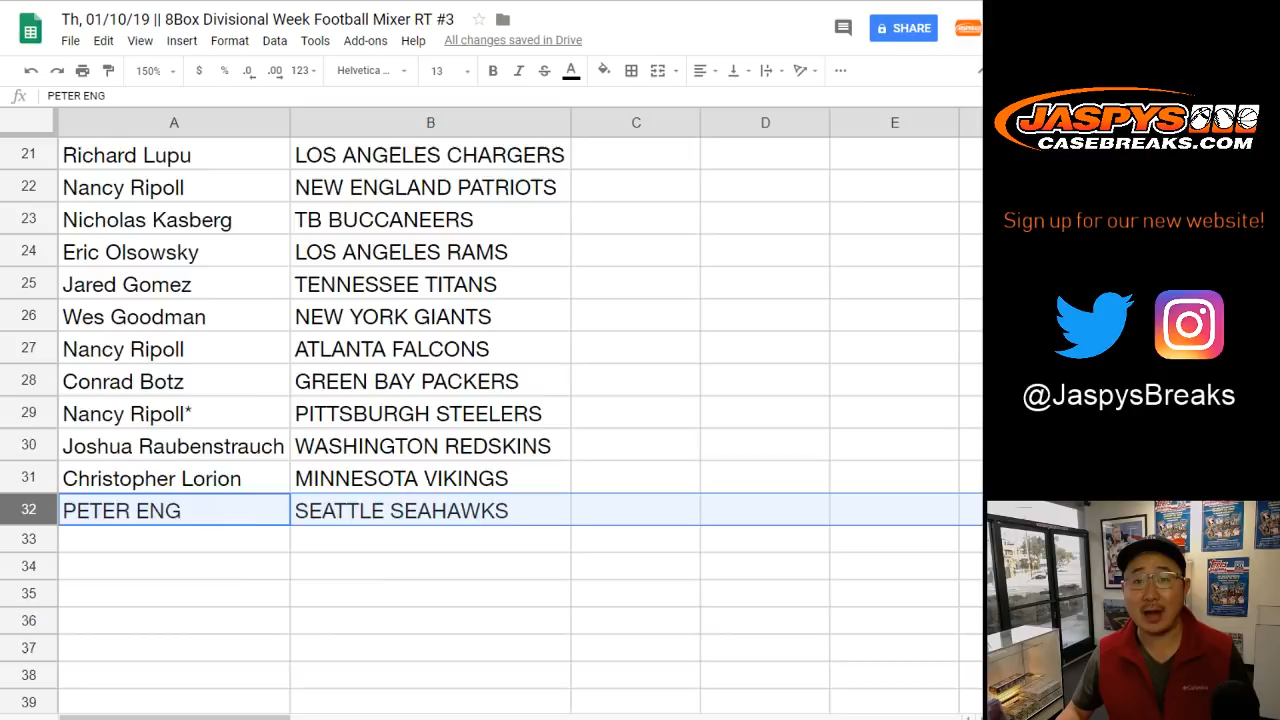 Th, 01/10/19 || 8Box Divisional Week Football Mixer RT #3
File Edit View Insert Format Data Tools Add-ons Help All changes saved in Drive
SHARE
150% $ % .0 .00 123 Helvetica ... 13 B I S A
fx PETER ENG
A B C D E
21 Richard Lupu LOS ANGELES CHARGERS
22 Nancy Ripoll NEW ENGLAND PATRIOTS
23 Nicholas Kasberg TB BUCCANEERS
24 Eric Olsowsky LOS ANGELES RAMS
25 Jared Gomez TENNESSEE TITANS
26 Wes Goodman NEW YORK GIANTS
27 Nancy Ripoll ATLANTA FALCONS
28 Conrad Botz GREEN BAY PACKERS
29 Nancy Ripoll* PITTSBURGH STEELERS
30 Joshua Raubenstrauch WASHINGTON REDSKINS
31 Christopher Lorion MINNESOTA VIKINGS
32 PETER ENG SEATTLE SEAHAWKS
33
34
35
36
37
38
39
JASPYS
CASEBREAKS.COM
Sign up for our new website!
@JaspysBreaks
Columbia